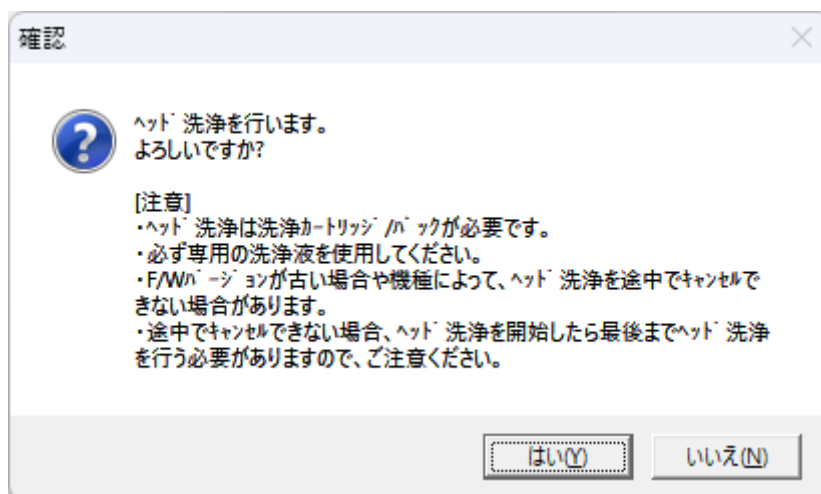 確認
ﾍｯﾄﾞ洗浄を行います。
よろしいですか?
[注意]
・ﾍｯﾄﾞ洗浄は洗浄ｶｰﾄﾘｯｼﾞ/ﾊﾞｯｸが必要です。
・必ず専用の洗浄液を使用してください。
・F/Wﾊﾞｰｼﾞｮﾝが古い場合や機種によって、ﾍｯﾄﾞ洗浄を途中でｷｬﾝｾﾙで
きない場合があります。
・途中でｷｬﾝｾﾙできない場合、ﾍｯﾄﾞ洗浄を開始したら最後までﾍｯﾄﾞ洗浄
を行う必要がありますので、ご注意ください。
はい(Y)
いいえ(N)